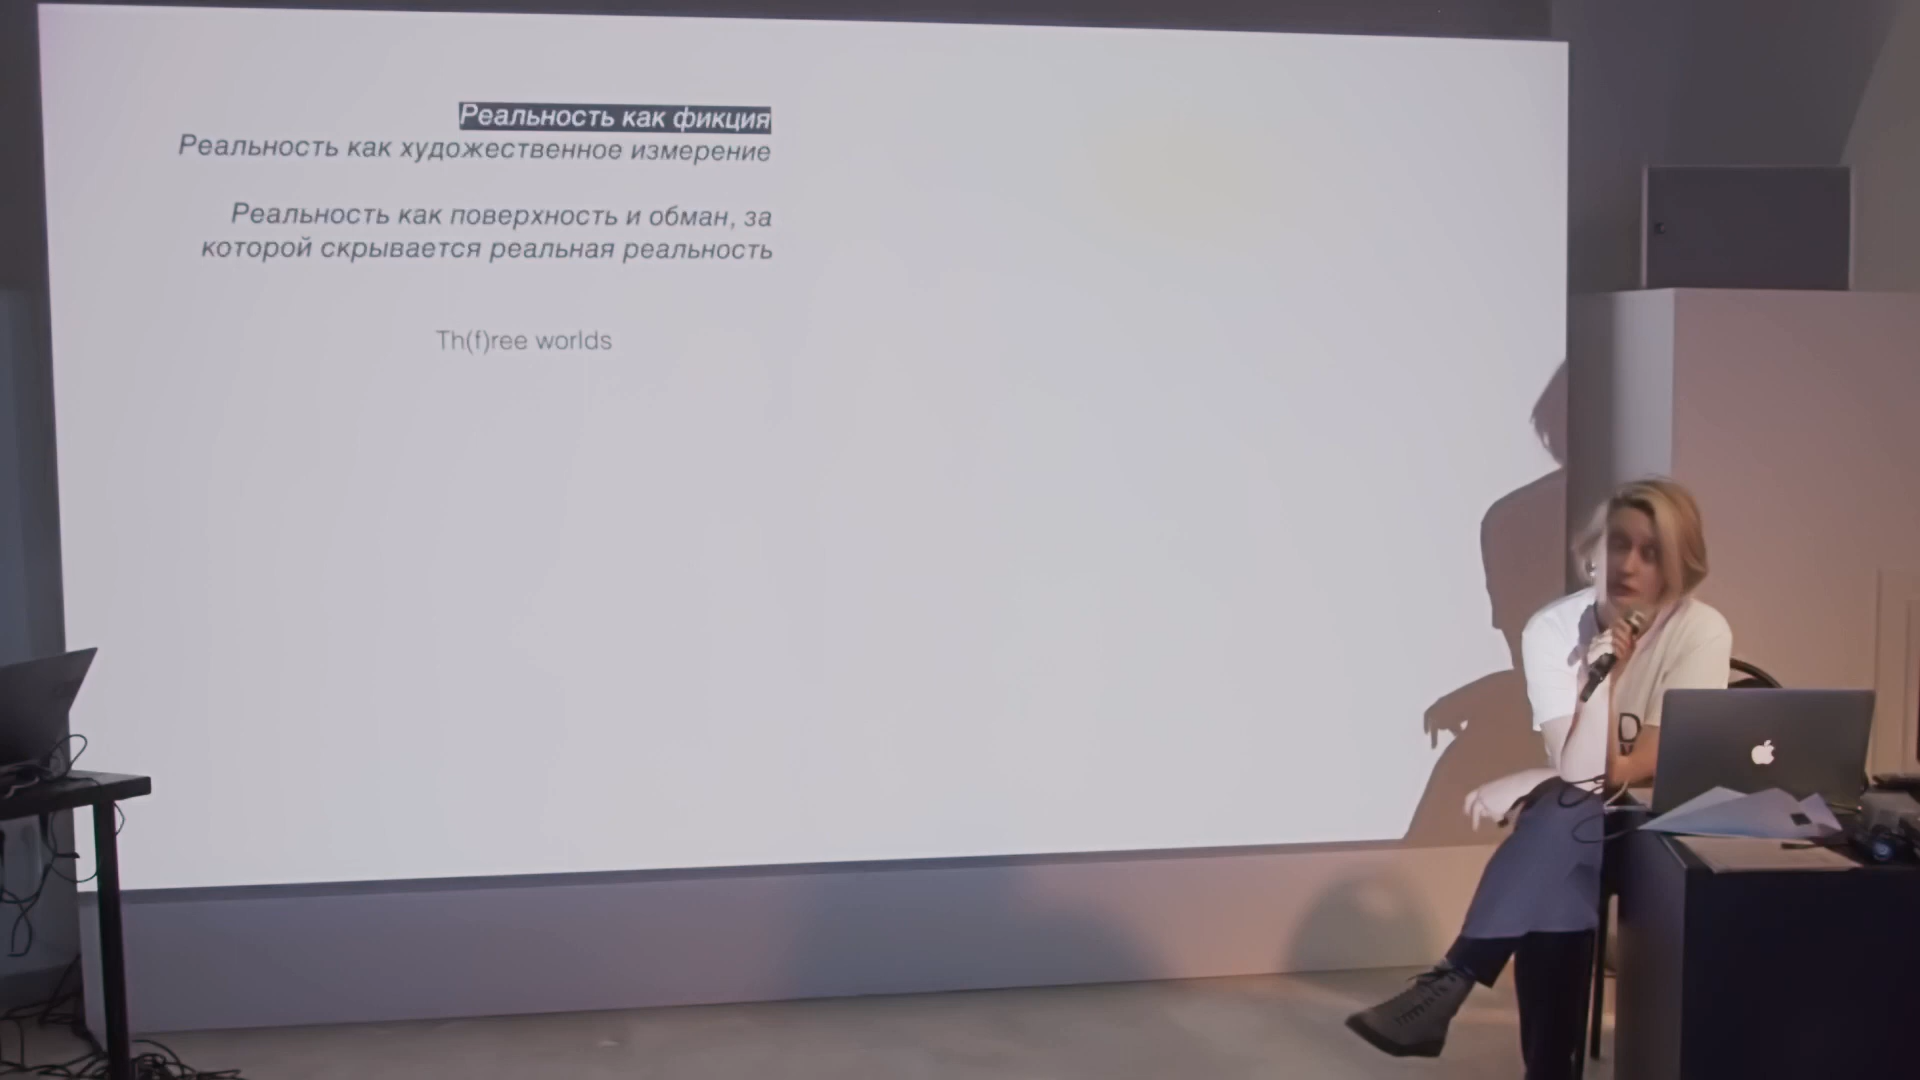 Реальность как фикция
Реальность как художественное измерение
Реальность как поверхность и обман, за
которой скрывается реальная реальность
Th(f)ree worlds